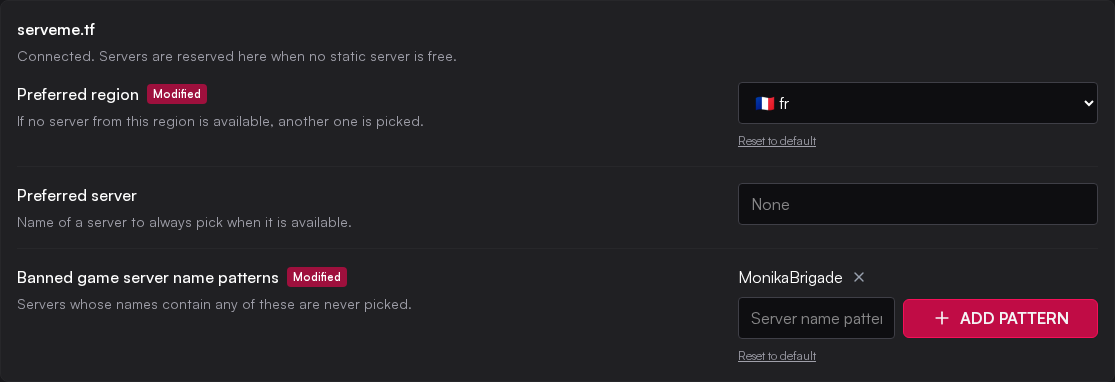 serveme.tf
Connected. Servers are reserved here when no static server is free.
Preferred region Modified
If no server from this region is available, another one is picked.
fr
Reset to default
Preferred server
Name of a server to always pick when it is available.
None
Banned game server name patterns Modified
Servers whose names contain any of these are never picked.
MonikaBrigade ×
Server name patter
+ ADD PATTERN
Reset to default